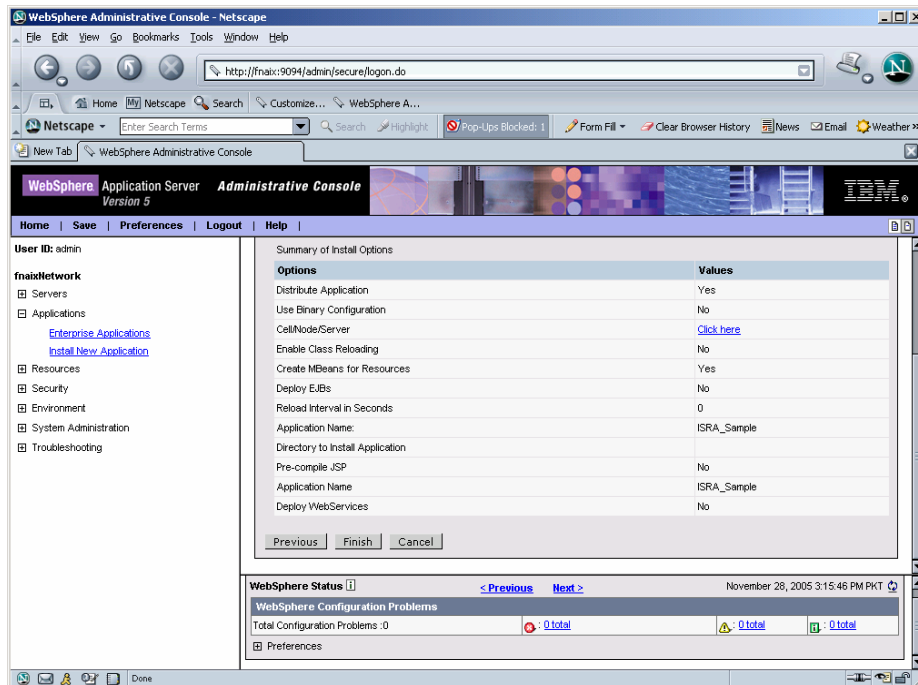 WebSphere Administrative Console - Netscape
File Edit View Go Bookmarks Tools Window Help
http://fnaix:9094/admin/secure/logon.do
Home My Netscape Search Customize... WebSphere A...
Netscape Enter Search Terms Search Highlight Pop-Ups Blocked: 1 Form Fill Clear Browser History News Email Weather »
New Tab WebSphere Administrative Console
WebSphere Application Server Administrative Console
Version 5
IBM
Home | Save | Preferences | Logout | Help |
User ID: admin
fnaixNetwork
Servers
Applications
Enterprise Applications
Install New Application
Resources
Security
Environment
System Administration
Troubleshooting
Summary of Install Options
Options Values
Distribute Application Yes
Use Binary Configuration No
Cell/Node/Server Click here
Enable Class Reloading No
Create MBeans for Resources Yes
Deploy EJBs No
Reload Interval in Seconds 0
Application Name: ISRA_Sample
Directory to Install Application
Pre-compile JSP No
Application Name ISRA_Sample
Deploy WebServices No
Previous Finish Cancel
WebSphere Status i < Previous Next > November 28, 2005 3:15:46 PM PKT
WebSphere Configuration Problems
Total Configuration Problems :0 : 0 total : 0 total : 0 total
Preferences
Done